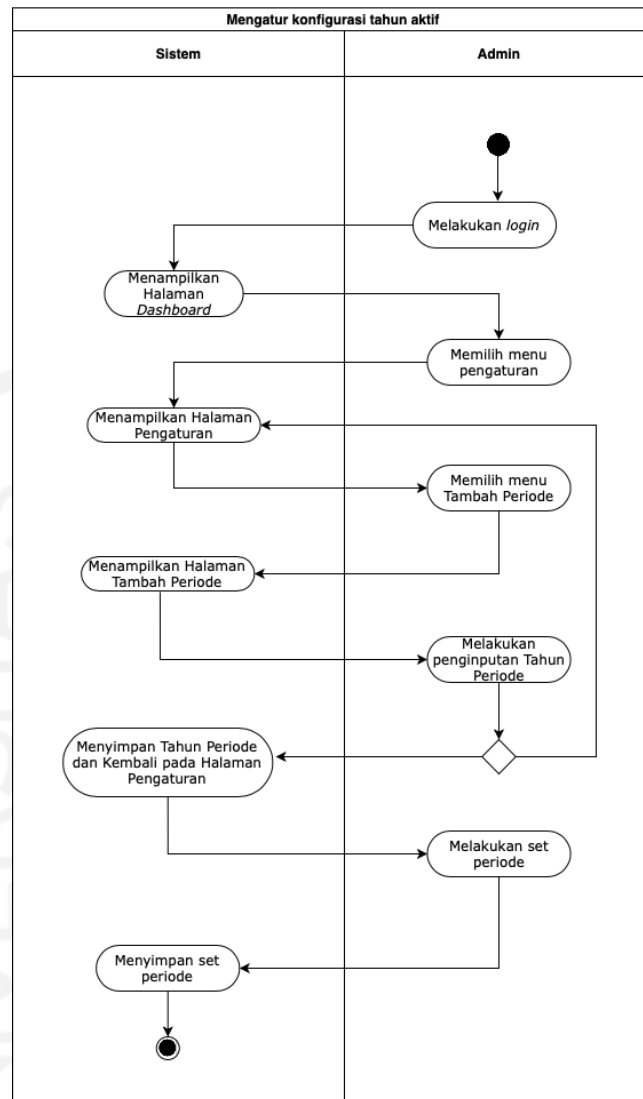 Mengatur konfigurasi tahun aktif
Sistem
Admin
Melakukan login
Menampilkan
Halaman
Dashboard
Memilih menu
pengaturan
Menampilkan Halaman
Pengaturan
Memilih menu
Tambah Periode
Menampilkan Halaman
Tambah Periode
Melakukan
penginputan Tahun
Periode
Menyimpan Tahun Periode
dan Kembali pada Halaman
Pengaturan
Melakukan set
periode
Menyimpan set
periode